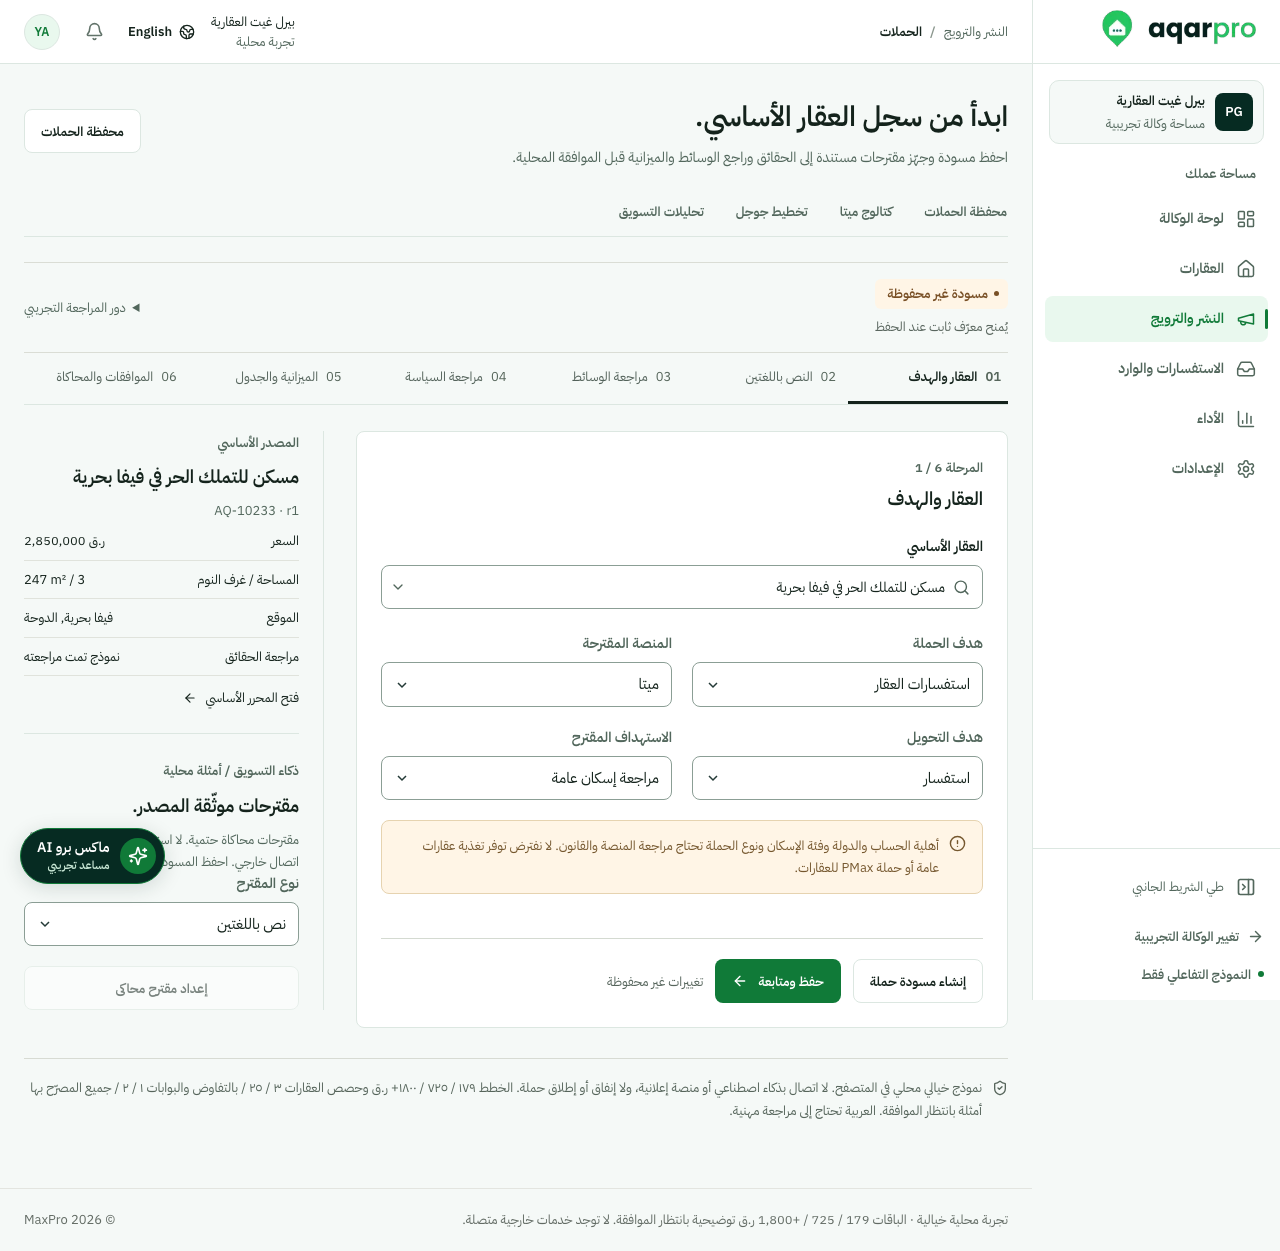 aqarpro
PG
بيرل غيت العقارية
مساحة وكالة تجريبية
مساحة عملك
لوحة الوكالة
العقارات
النشر والترويج
الاستفسارات والوارد
الأداء
الإعدادات
طي الشريط الجانبي
تغيير الوكالة التجريبية
النموذج التفاعلي فقط
النشر والترويج / الحملات
بيرل غيت العقارية
تجربة محلية
English
YA
ابدأ من سجل العقار الأساسي.
احفظ مسودة وجهّز مقترحات مستندة إلى الحقائق وراجع الوسائط والميزانية قبل الموافقة المحلية.
محفظة الحملات
محفظة الحملات
كتالوج ميتا
تخطيط جوجل
تحليلات التسويق
مسودة غير محفوظة
يُمنح معرّف ثابت عند الحفظ
دور المراجعة التجريبي
01 العقار والهدف
02 النص باللغتين
03 مراجعة الوسائط
04 مراجعة السياسة
05 الميزانية والجدول
06 الموافقات والمحاكاة
المرحلة 6 / 1
العقار والهدف
العقار الأساسي
مسكن للتملك الحر في فيفا بحرية
هدف الحملة
استفسارات العقار
المنصة المقترحة
ميتا
هدف التحويل
استفسار
الاستهداف المقترح
مراجعة إسكان عامة
أهلية الحساب والدولة وفئة الإسكان ونوع الحملة تحتاج مراجعة المنصة والقانون. لا نفترض توفر تغذية عقارات
عامة أو حملة PMax للعقارات.
إنشاء مسودة حملة
حفظ ومتابعة
تغييرات غير محفوظة
المصدر الأساسي
مسكن للتملك الحر في فيفا بحرية
AQ-10233 · r1
السعر
2,850,000 ر.ق
المساحة / غرف النوم
247 m² / 3
الموقع
فيفا بحرية, الدوحة
مراجعة الحقائق
نموذج تمت مراجعته
فتح المحرر الأساسي
ذكاء التسويق / أمثلة محلية
مقترحات موثّقة المصدر.
مقترحات محاكاة حتمية. لا
اتصال خارجي. احفظ
ماكس برو AI
مساعد تجريبي
نوع المقترح
نص باللغتين
إعداد مقترح محاكى
نموذج خيالي محلي في المتصفح. لا اتصال بذكاء اصطناعي أو منصة إعلانية، ولا إنفاق أو إطلاق حملة. الخطط ١٧٩ / ٧٢٥ / ١٨٠٠+ ر.ق وحصص العقارات ٣ / ٢٥ / بالتفاوض والبوابات ١ / ٢ / جميع المصرّح بها
أمثلة بانتظار الموافقة. العربية تحتاج إلى مراجعة مهنية.
تجربة محلية خيالية · الباقات 179 / 725 / 1,800+ ر.ق توضيحية بانتظار الموافقة. لا توجد خدمات خارجية متصلة.
© 2026 MaxPro